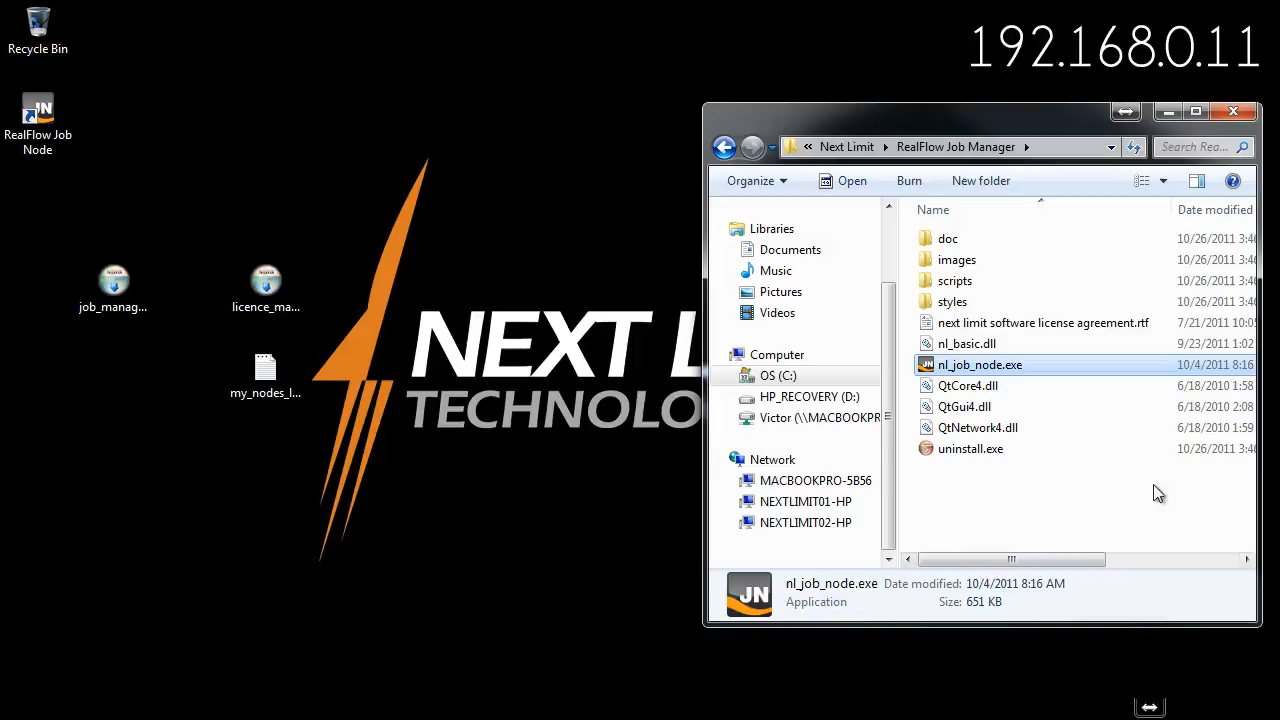 Recycle Bin
RealFlow Job
Node
job_manag...
licence_ma...
my_nodes_l...
NEXT L
TECHNOLO
192.168.0.11
« Next Limit RealFlow Job Manager
Search Rea...
Organize Open Burn New folder
Name Date modified
Libraries
Documents
Music
Pictures
Videos
Computer
OS (C:)
HP_RECOVERY (D:)
Victor (\\MACBOOKPR
Network
MACBOOKPRO-5B56
NEXTLIMIT01-HP
NEXTLIMIT02-HP
doc 10/26/2011 3:46
images 10/26/2011 3:46
scripts 10/26/2011 3:46
styles 10/26/2011 3:46
next limit software license agreement.rtf 7/21/2011 10:05
nl_basic.dll 9/23/2011 1:02
nl_job_node.exe 10/4/2011 8:16
QtCore4.dll 6/18/2010 1:58
QtGui4.dll 6/18/2010 2:08
QtNetwork4.dll 6/18/2010 1:59
uninstall.exe 10/26/2011 3:46
JN
nl_job_node.exe Date modified: 10/4/2011 8:16 AM
Application Size: 651 KB